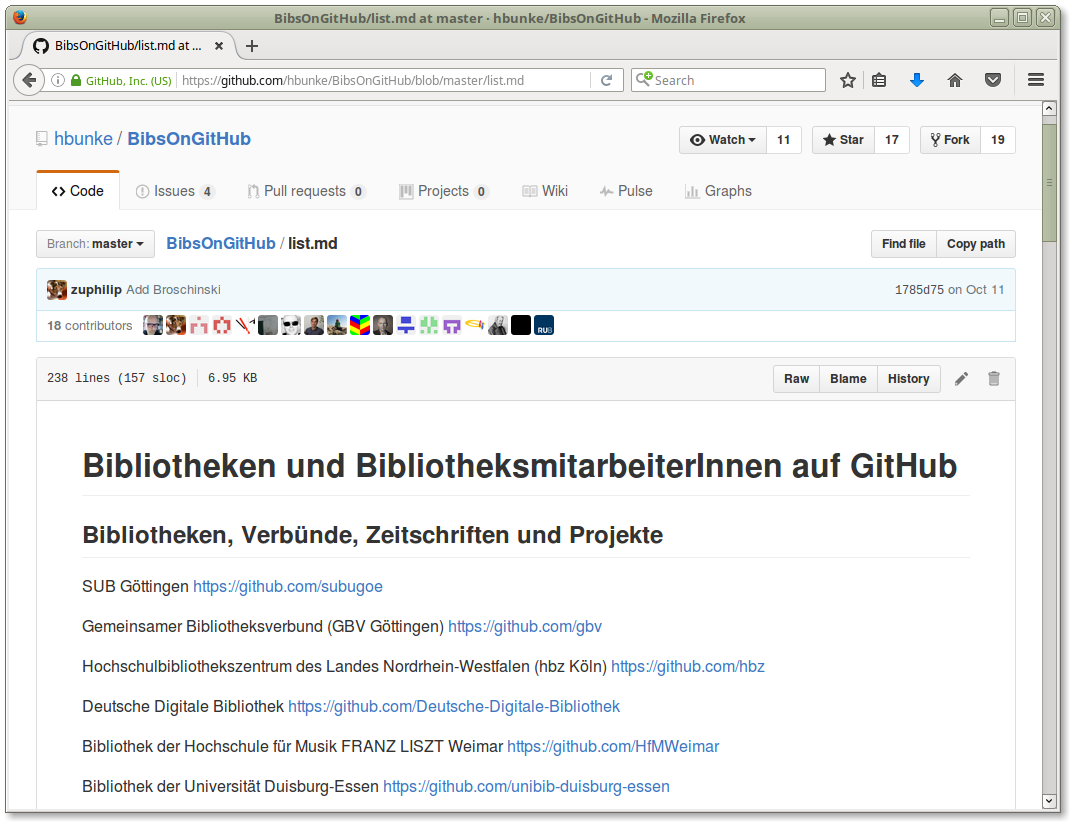 BibsOnGitHub/list.md at master · hbunke/BibsOnGitHub - Mozilla Firefox
BibsOnGitHub/list.md at ...
GitHub, Inc. (US) https://github.com/hbunke/BibsOnGitHub/blob/master/list.md Search
hbunke / BibsOnGitHub Watch 11 Star 17 Fork 19
Code Issues 4 Pull requests 0 Projects 0 Wiki Pulse Graphs
Branch: master BibsOnGitHub / list.md Find file Copy path
zuphilip Add Broschinski 1785d75 on Oct 11
18 contributors RUB
238 lines (157 sloc) 6.95 KB Raw Blame History
Bibliotheken und BibliotheksmitarbeiterInnen auf GitHub
Bibliotheken, Verbünde, Zeitschriften und Projekte
SUB Göttingen https://github.com/subugoe
Gemeinsamer Bibliotheksverbund (GBV Göttingen) https://github.com/gbv
Hochschulbibliothekszentrum des Landes Nordrhein-Westfalen (hbz Köln) https://github.com/hbz
Deutsche Digitale Bibliothek https://github.com/Deutsche-Digitale-Bibliothek
Bibliothek der Hochschule für Musik FRANZ LISZT Weimar https://github.com/HfMWeimar
Bibliothek der Universität Duisburg-Essen https://github.com/unibib-duisburg-essen